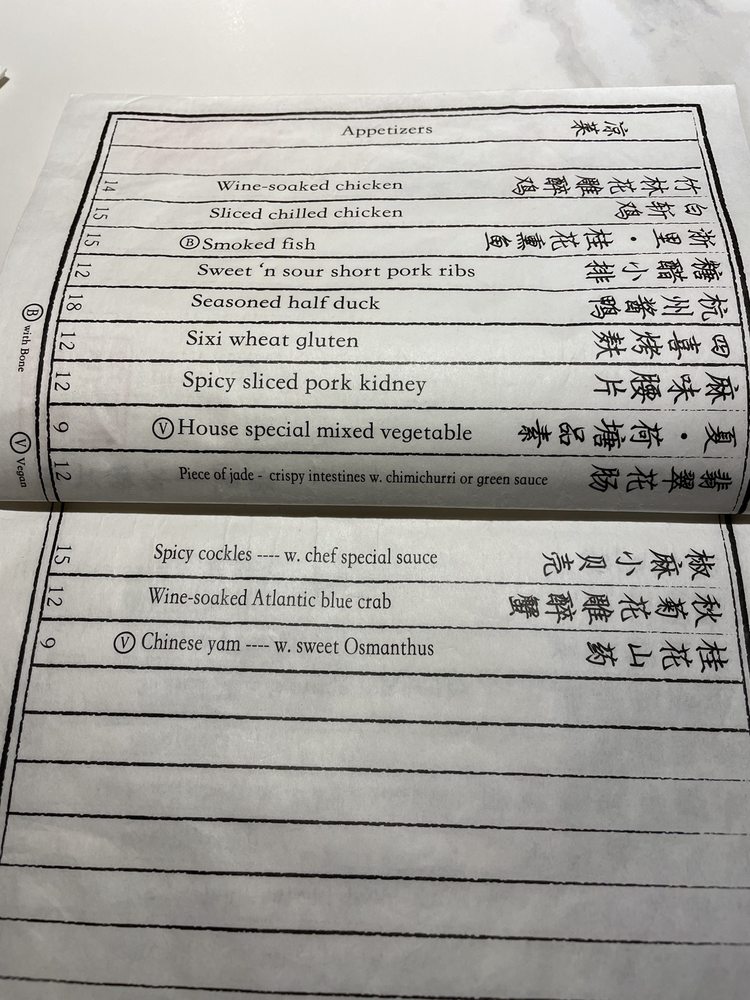 Appetizers 凉菜
14 Wine-soaked chicken 竹林花雕醉鸡
15 Sliced chilled chicken 白斩鸡
15 Ⓑ Smoked fish 浙里·桂花熏鱼
12 Sweet 'n sour short pork ribs 糖醋小排
18 Seasoned half duck 杭州酱鸭
12 Sixi wheat gluten 四喜烤麸
12 Spicy sliced pork kidney 麻味腰片
9 Ⓥ House special mixed vegetable 夏·荷塘品素
12 Piece of jade - crispy intestines w. chimichurri or green sauce 翡翠花肠
15 Spicy cockles ---- w. chef special sauce 椒麻小贝壳
12 Wine-soaked Atlantic blue crab 秋菊花雕醉蟹
9 Ⓥ Chinese yam ---- w. sweet Osmanthus 桂花山药
Ⓑ with Bone
Ⓥ Vegan